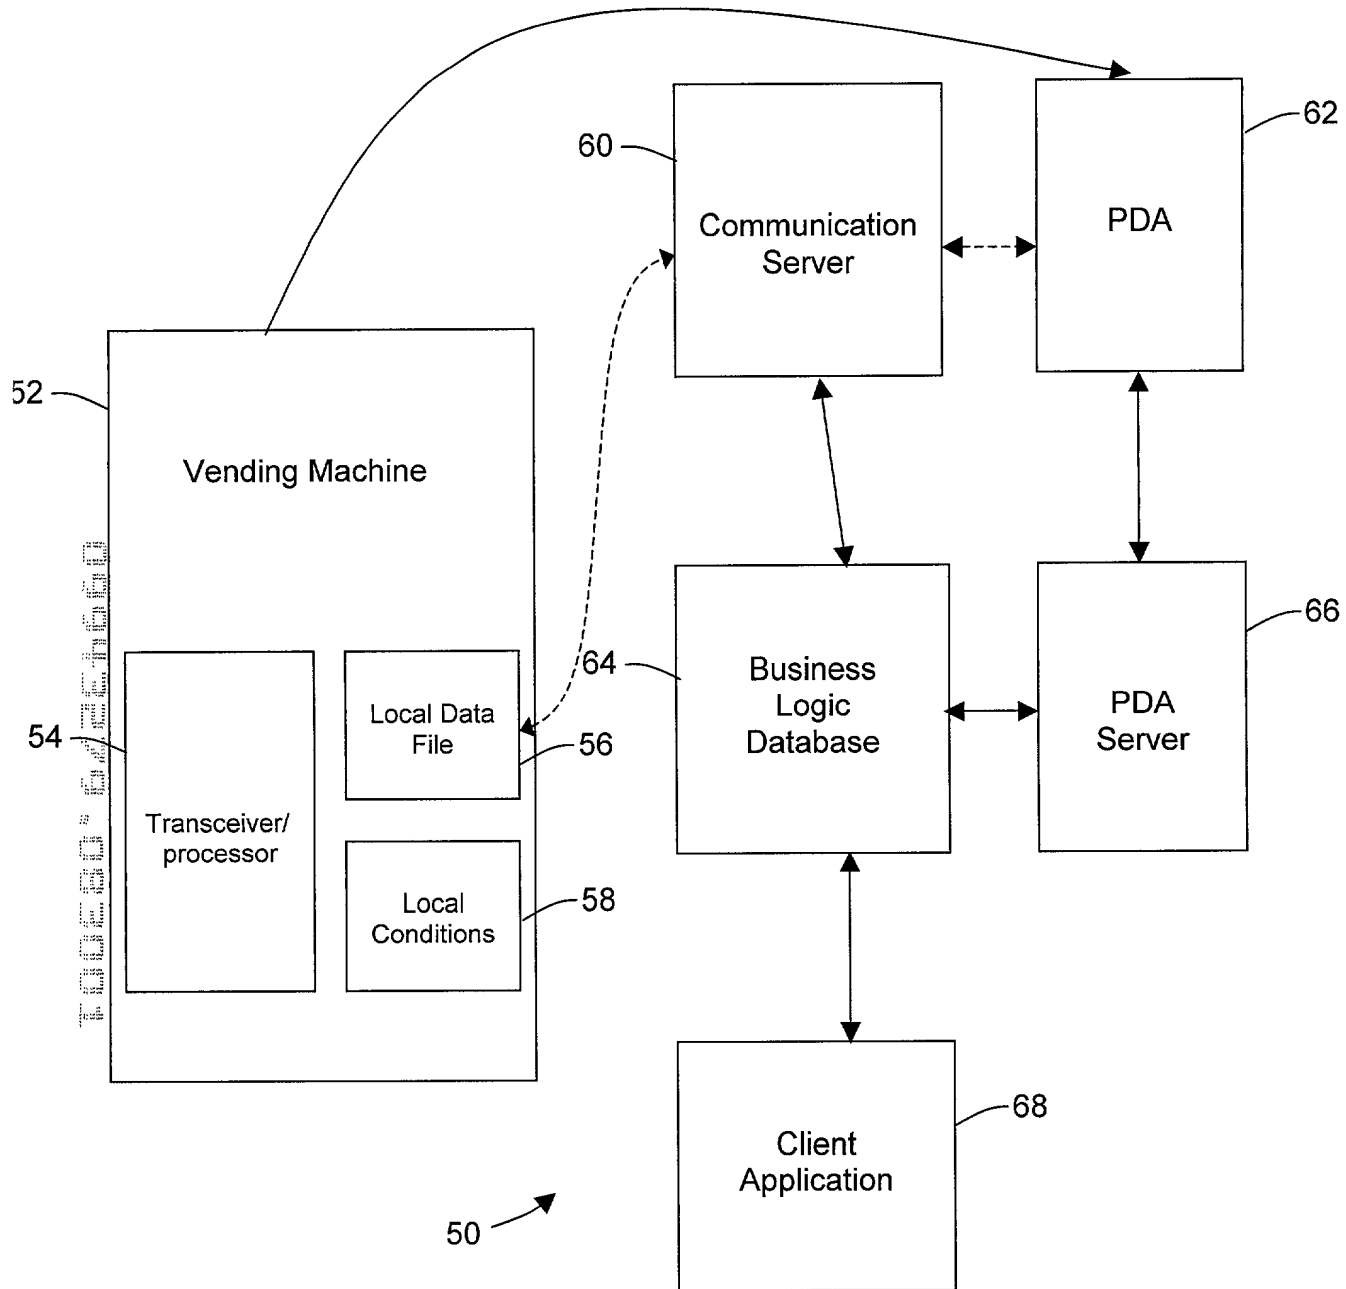 60
62
Communication
Server
PDA
52
Vending Machine
54
Local Data
File
56
Transceiver/
processor
58
Local
Conditions
64
Business
Logic
Database
66
PDA
Server
68
Client
Application
50